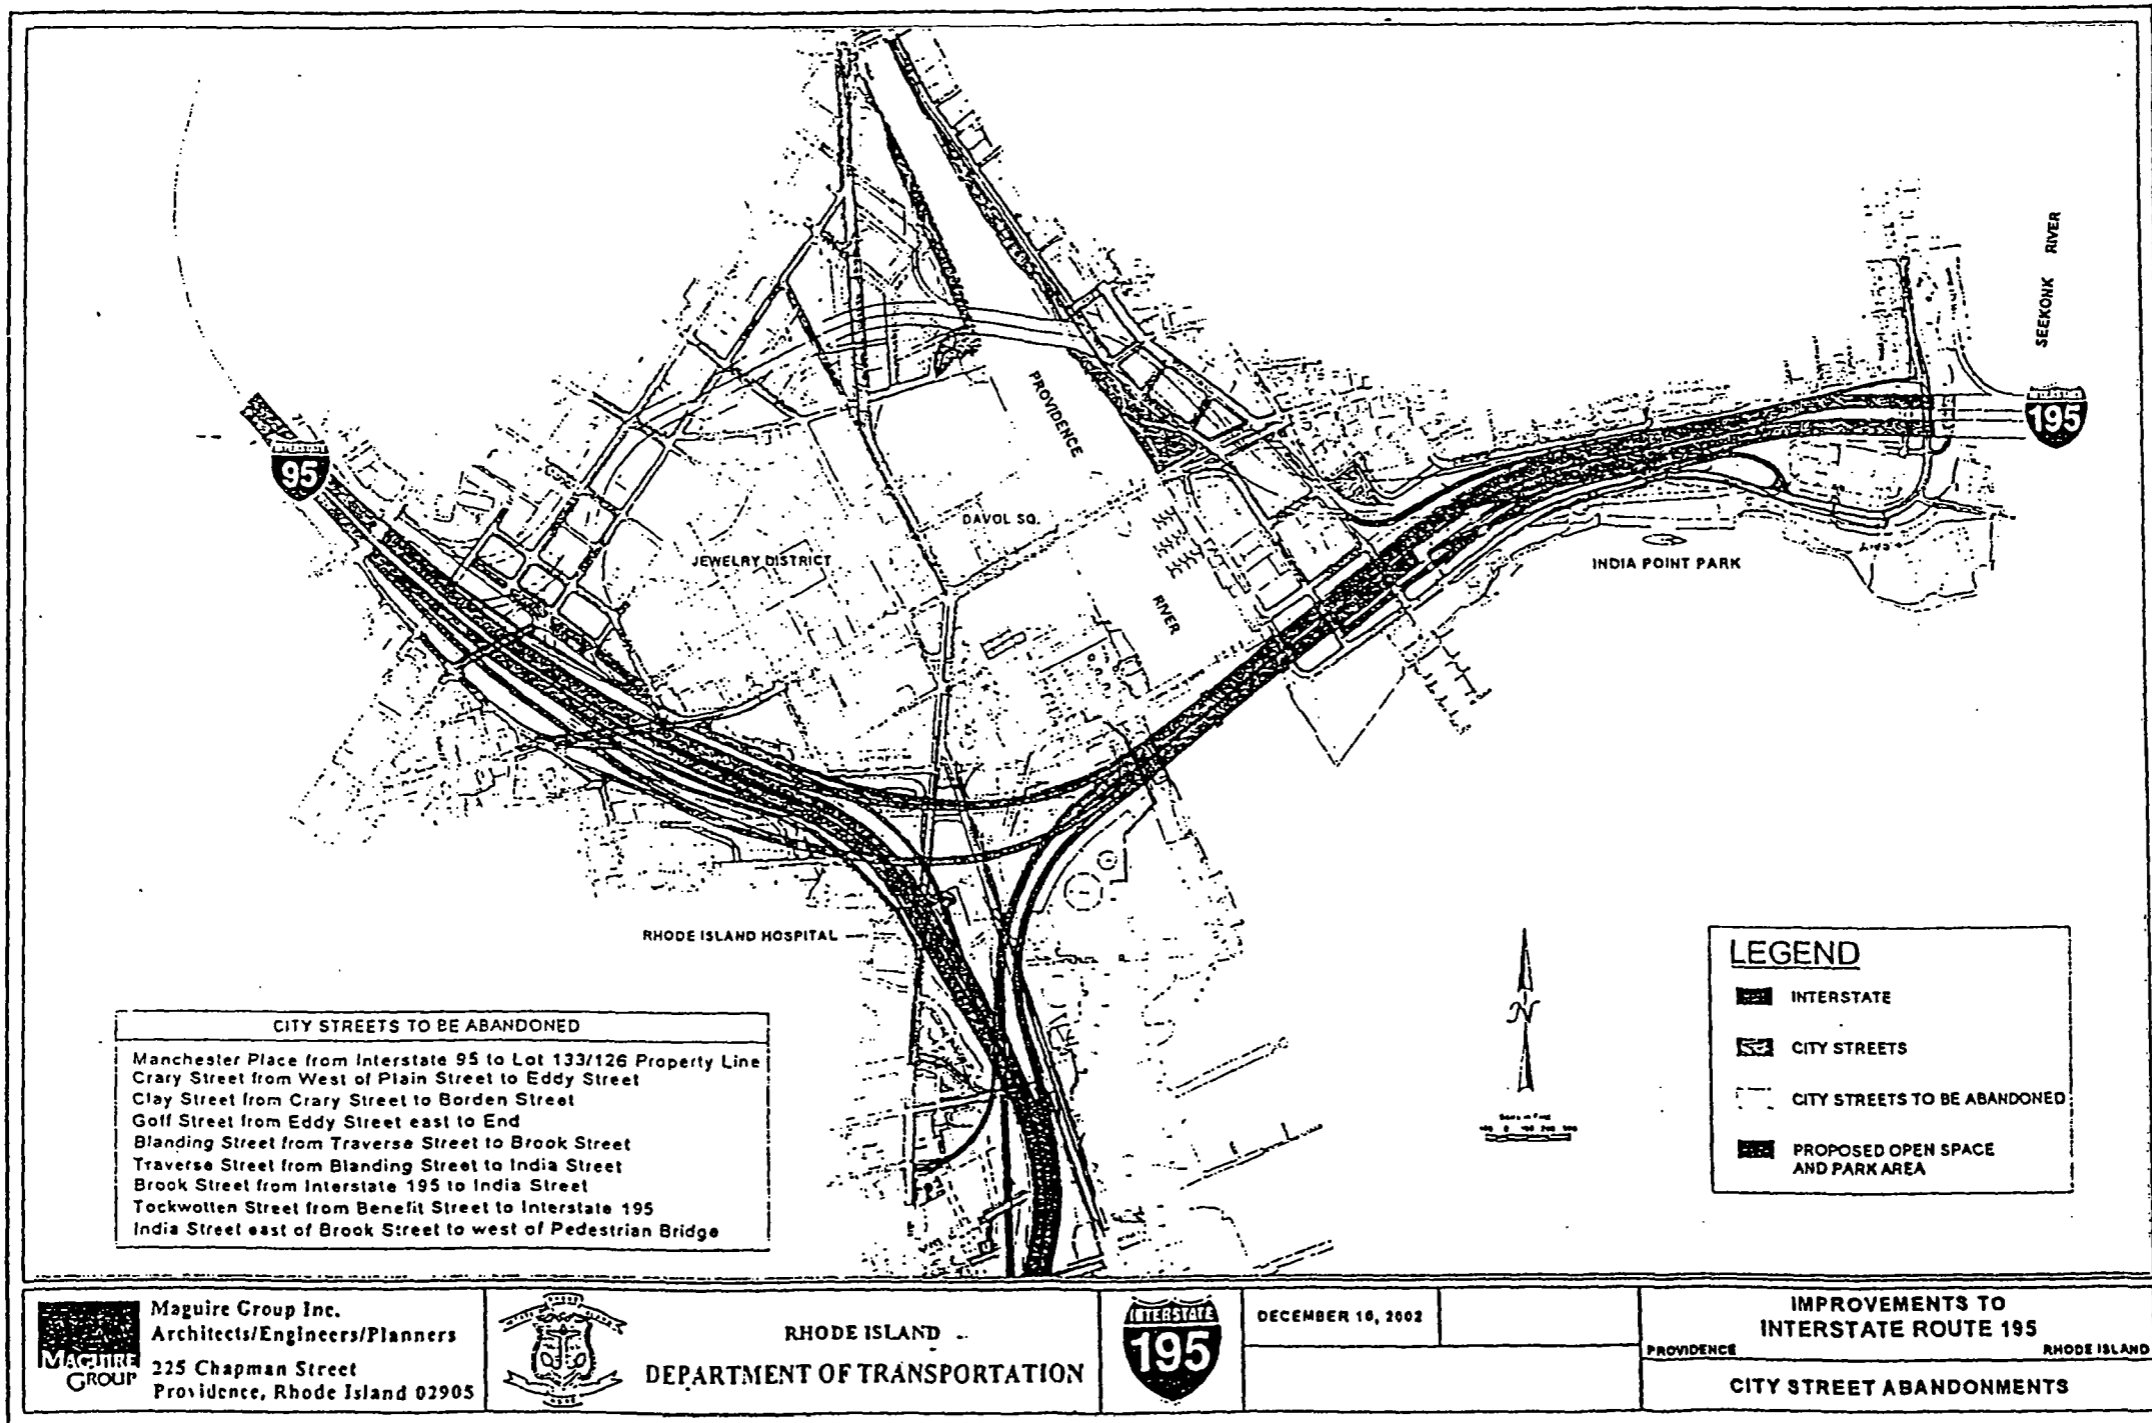 SEEKONK RIVER
PROVIDENCE
RIVER
INTERSTATE
195
INTERSTATE
95
DAVOL SQ.
JEWELRY DISTRICT
INDIA POINT PARK
RHODE ISLAND HOSPITAL
N
LEGEND
INTERSTATE
CITY STREETS
CITY STREETS TO BE ABANDONED
PROPOSED OPEN SPACE
AND PARK AREA
CITY STREETS TO BE ABANDONED
Manchester Place from Interstate 95 to Lot 133/126 Property Line
Crary Street from West of Plain Street to Eddy Street
Clay Street from Crary Street to Borden Street
Goff Street from Eddy Street east to End
Blanding Street from Traverse Street to Brook Street
Traverse Street from Blanding Street to India Street
Brook Street from Interstate 195 to India Street
Tockwotten Street from Benefit Street to Interstate 195
India Street east of Brook Street to west of Pedestrian Bridge
MAGUIRE
GROUP
Maguire Group Inc.
Architects/Engineers/Planners
225 Chapman Street
Providence, Rhode Island 02905
RHODE ISLAND
DEPARTMENT OF TRANSPORTATION
INTERSTATE
195
DECEMBER 16, 2002
IMPROVEMENTS TO
INTERSTATE ROUTE 195
PROVIDENCE RHODE ISLAND
CITY STREET ABANDONMENTS